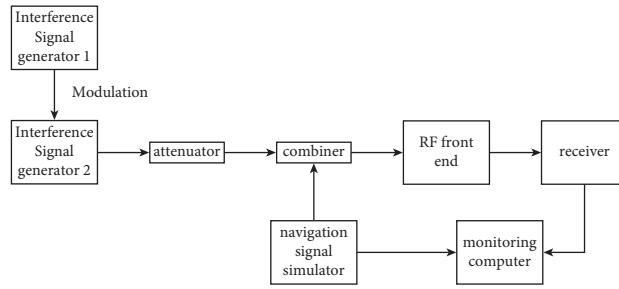 Interference
Signal
generator 1
Modulation
Interference
Signal
generator 2
attenuator
combiner
RF front
end
receiver
navigation
signal
simulator
monitoring
computer